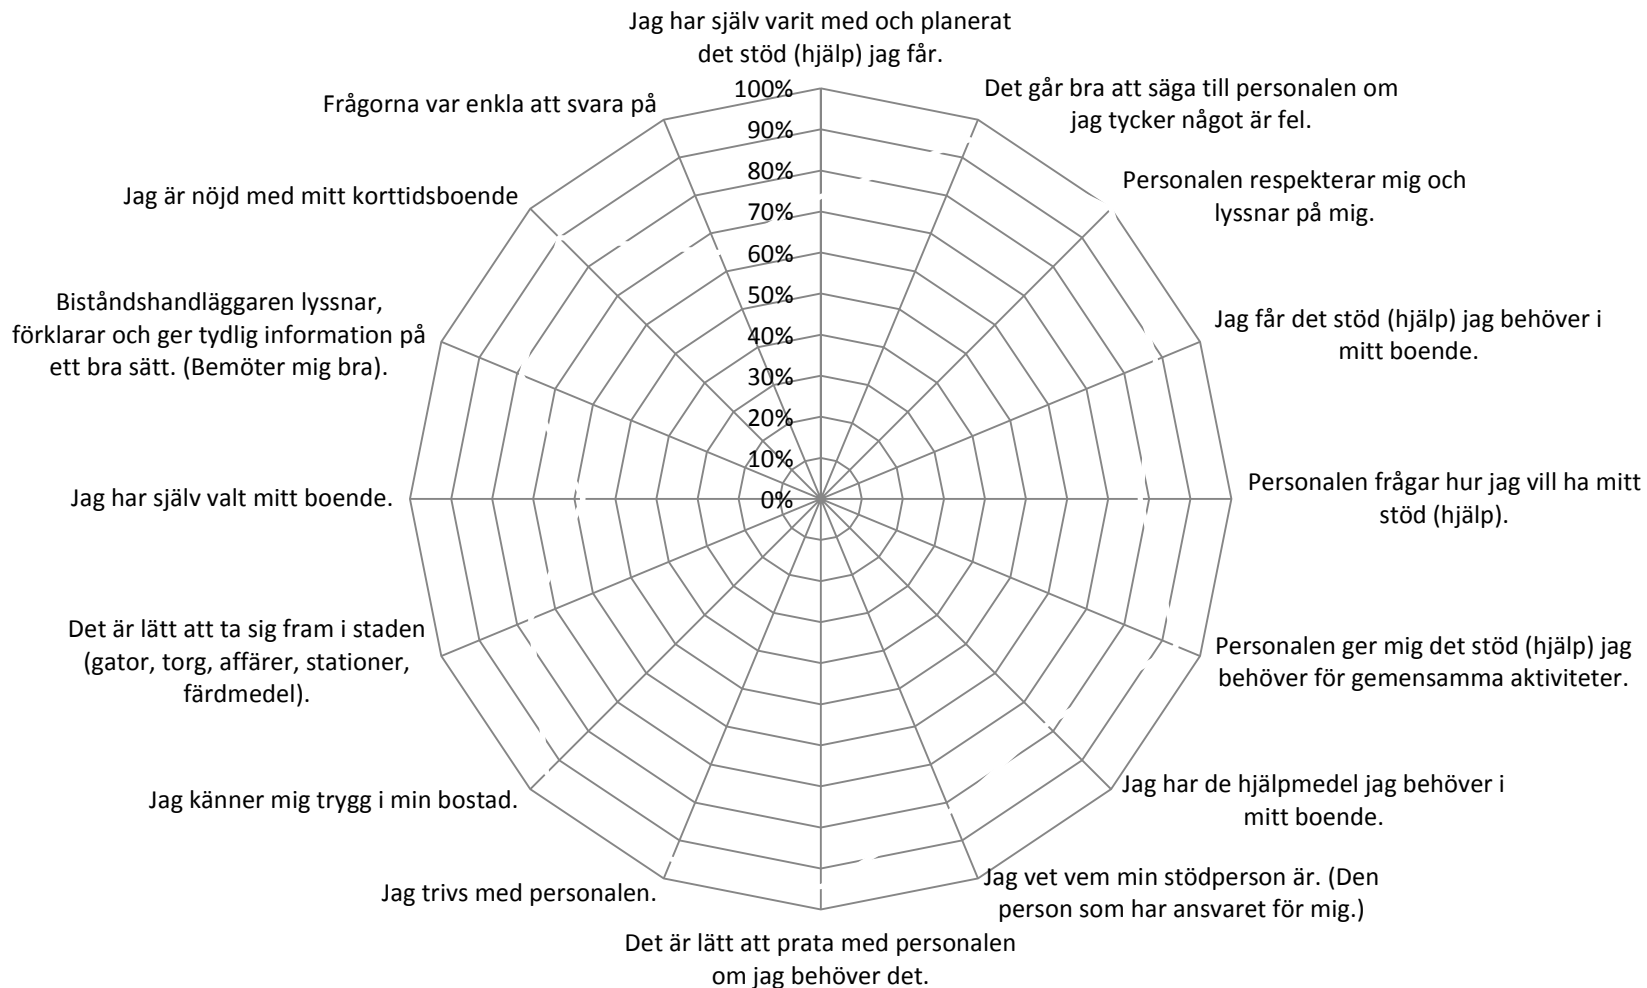 Jag har själv varit med och planerat
det stöd (hjälp) jag får.
Det går bra att säga till personalen om
jag tycker något är fel.
Personalen respekterar mig och
lyssnar på mig.
Jag får det stöd (hjälp) jag behöver i
mitt boende.
Personalen frågar hur jag vill ha mitt
stöd (hjälp).
Personalen ger mig det stöd (hjälp) jag
behöver för gemensamma aktiviteter.
Jag har de hjälpmedel jag behöver i
mitt boende.
Jag vet vem min stödperson är. (Den
person som har ansvaret för mig.)
Det är lätt att prata med personalen
om jag behöver det.
Jag trivs med personalen.
Jag känner mig trygg i min bostad.
Det är lätt att ta sig fram i staden
(gator, torg, affärer, stationer,
färdmedel).
Jag har själv valt mitt boende.
Biståndshandläggaren lyssnar,
förklarar och ger tydlig information på
ett bra sätt. (Bemöter mig bra).
Jag är nöjd med mitt korttidsboende
Frågorna var enkla att svara på
100%
90%
80%
70%
60%
50%
40%
30%
20%
10%
0%